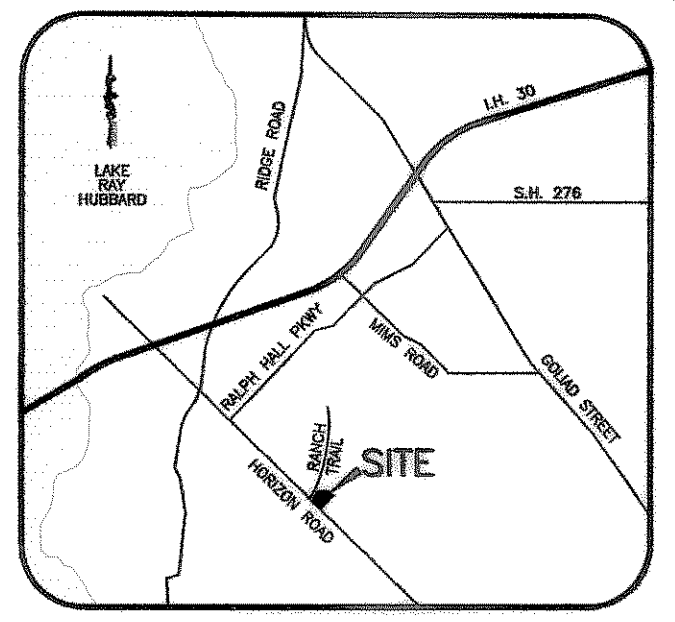 I.H. 30
RIDGE ROAD
LAKE
RAY
HUBBARD
S.H. 276
RALPH HALL PKWY
MIMS ROAD
GOLIAD STREET
RANCH
TRAIL
SITE
HORIZON ROAD